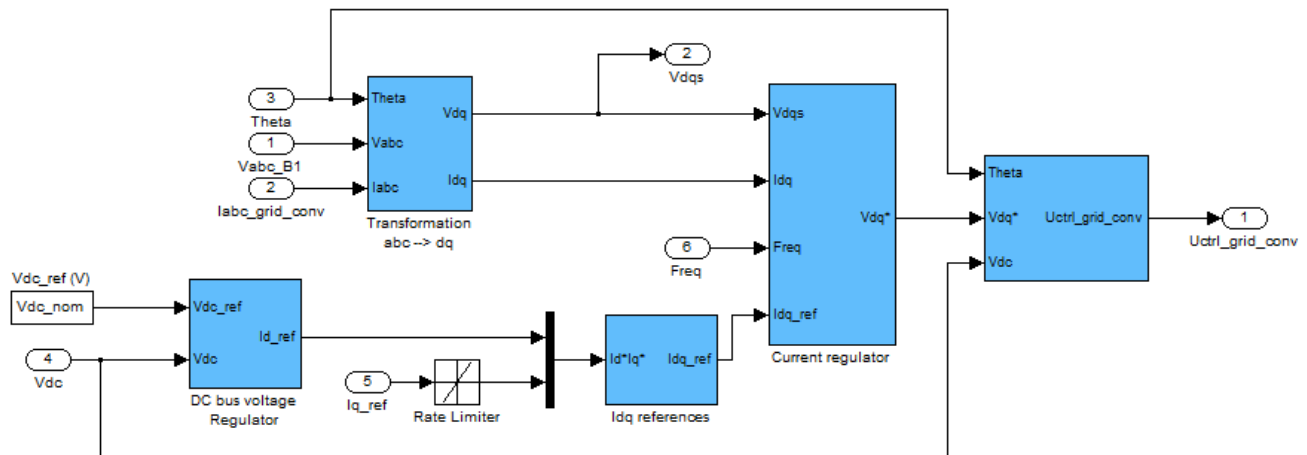 2
Vdqs
3
Theta
1
Vabc_B1
2
Iabc_grid_conv
Theta
Vabc
Iabc
Vdq
Idq
Transformation
abc --> dq
Vdqs
Idq
Freq
Idq_ref
Vdq*
Current regulator
6
Freq
Theta
Vdq*
Vdc
Uctrl_grid_conv
1
Uctrl_grid_conv
Vdc_ref (V)
Vdc_nom
4
Vdc
Vdc_ref
Vdc
Id_ref
DC bus voltage
Regulator
5
Iq_ref
Rate Limiter
Id*Iq*
Idq_ref
Idq references